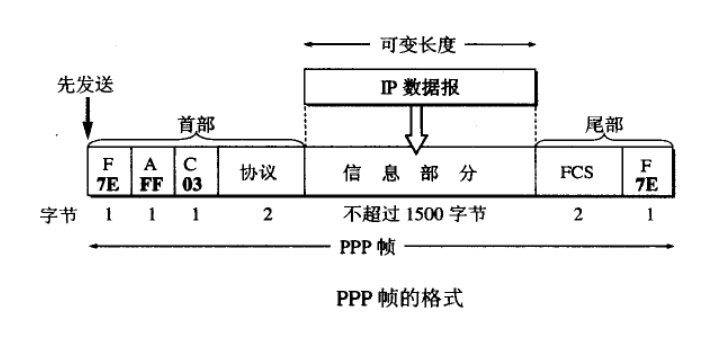 可变长度
先发送
IP 数据报
首部
尾部
F A C 协议 信息部分 FCS F
7E FF 03 7E
字节 1 1 1 2 不超过 1500 字节 2 1
PPP 帧
PPP 帧的格式